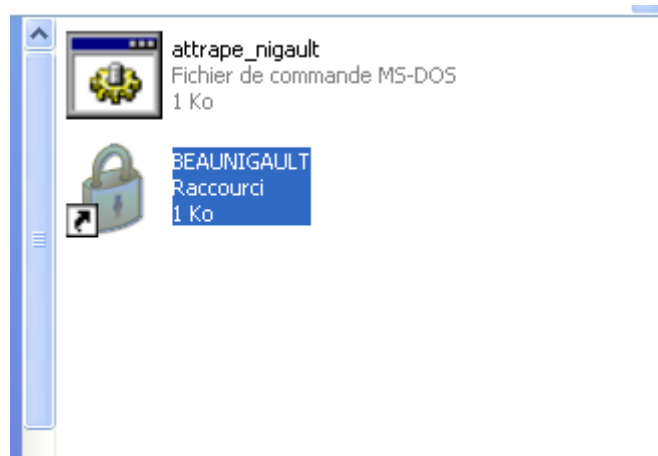 attrape_nigault
Fichier de commande MS-DOS
1 Ko
BEAUNIGAULT
Raccourci
1 Ko